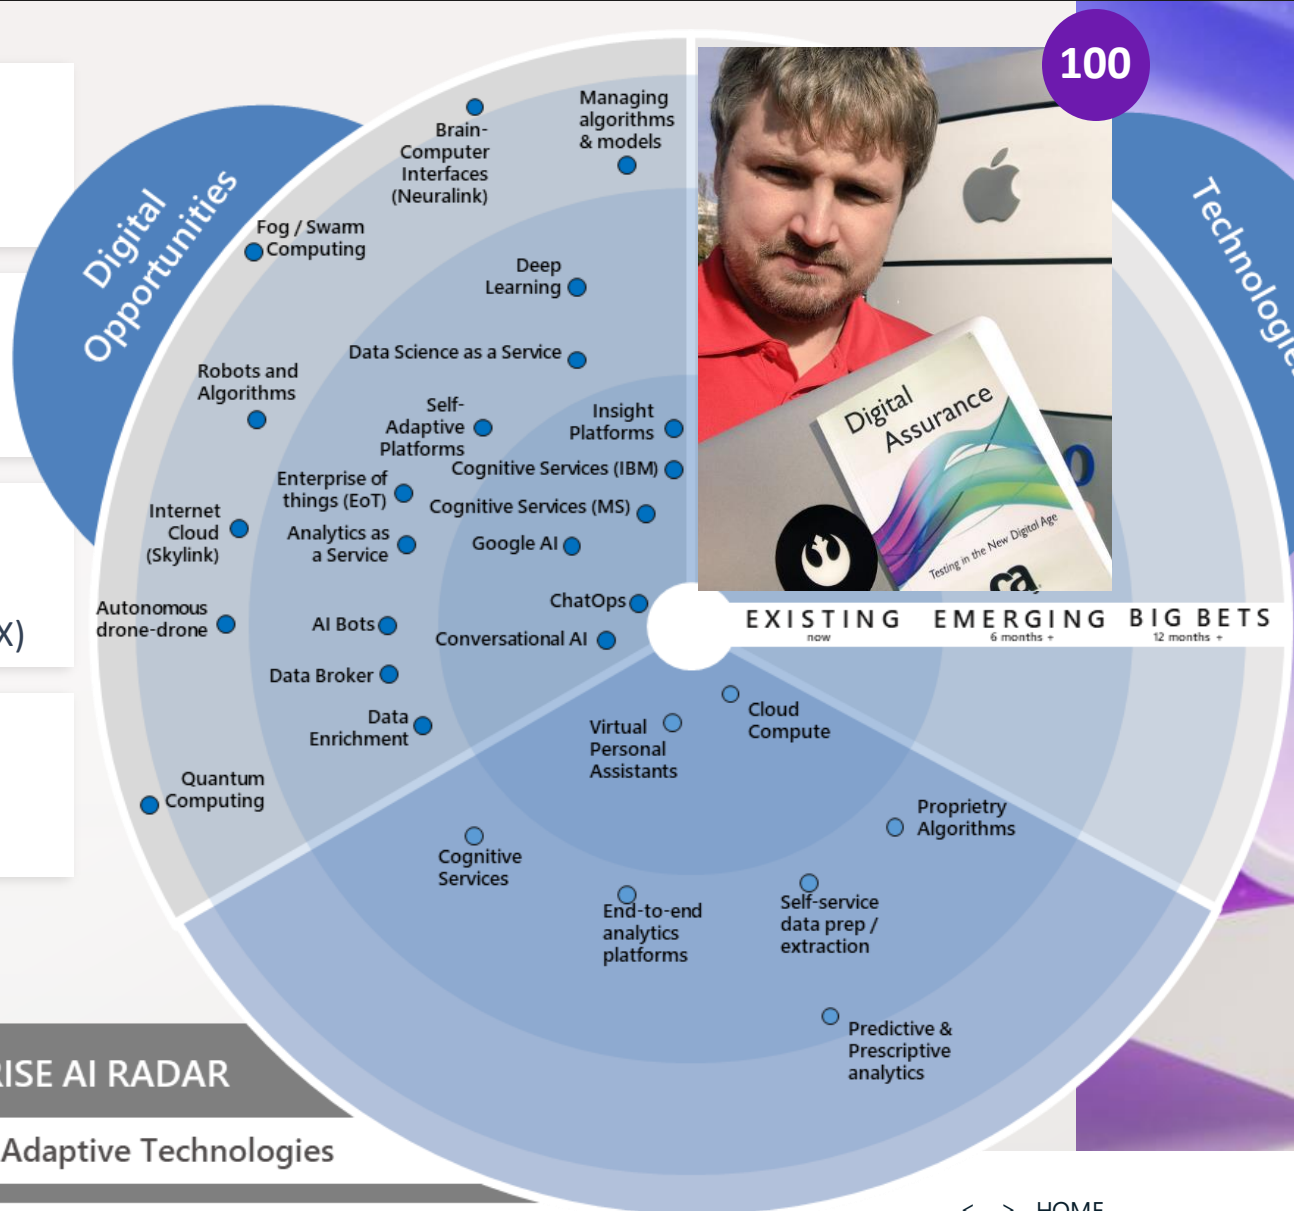 100
Managing
algorithms
& models
Brain-
Computer
Interfaces
(Neuralink)
Digital
Opportunities
Technologie
Fog / Swarm
Computing
Deep
Learning
Data Science as a Service
Robots and
Algorithms
Self-
Adaptive
Platforms
Insight
Platforms
Digital
Assurance
Testing in the New Digital Age
ca
Cognitive Services (IBM)
Enterprise of
things (EoT)
Cognitive Services (MS)
Internet
Cloud
(Skylink)
Analytics as
a Service
Google AI
ChatOps
Autonomous
drone-drone
AI Bots
Conversational AI
EXISTING
now
EMERGING
6 months +
BIG BETS
12 months +
X)
Data Broker
Data
Enrichment
Virtual
Personal
Assistants
Cloud
Compute
Quantum
Computing
Proprietry
Algorithms
Cognitive
Services
End-to-end
analytics
platforms
Self-service
data prep /
extraction
Predictive &
Prescriptive
analytics
RISE AI RADAR
Adaptive Technologies
< > HOME